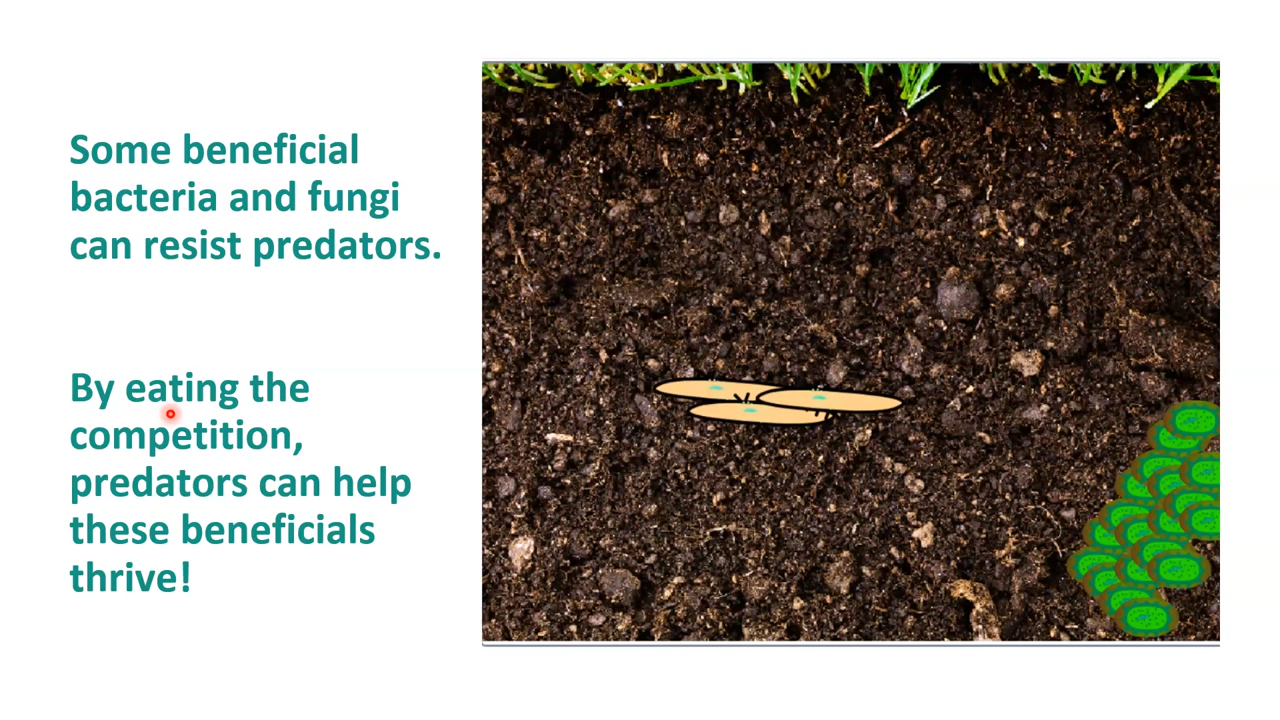 Some beneficial
bacteria and fungi
can resist predators.
By eating the
competition,
predators can help
these beneficials
thrive!